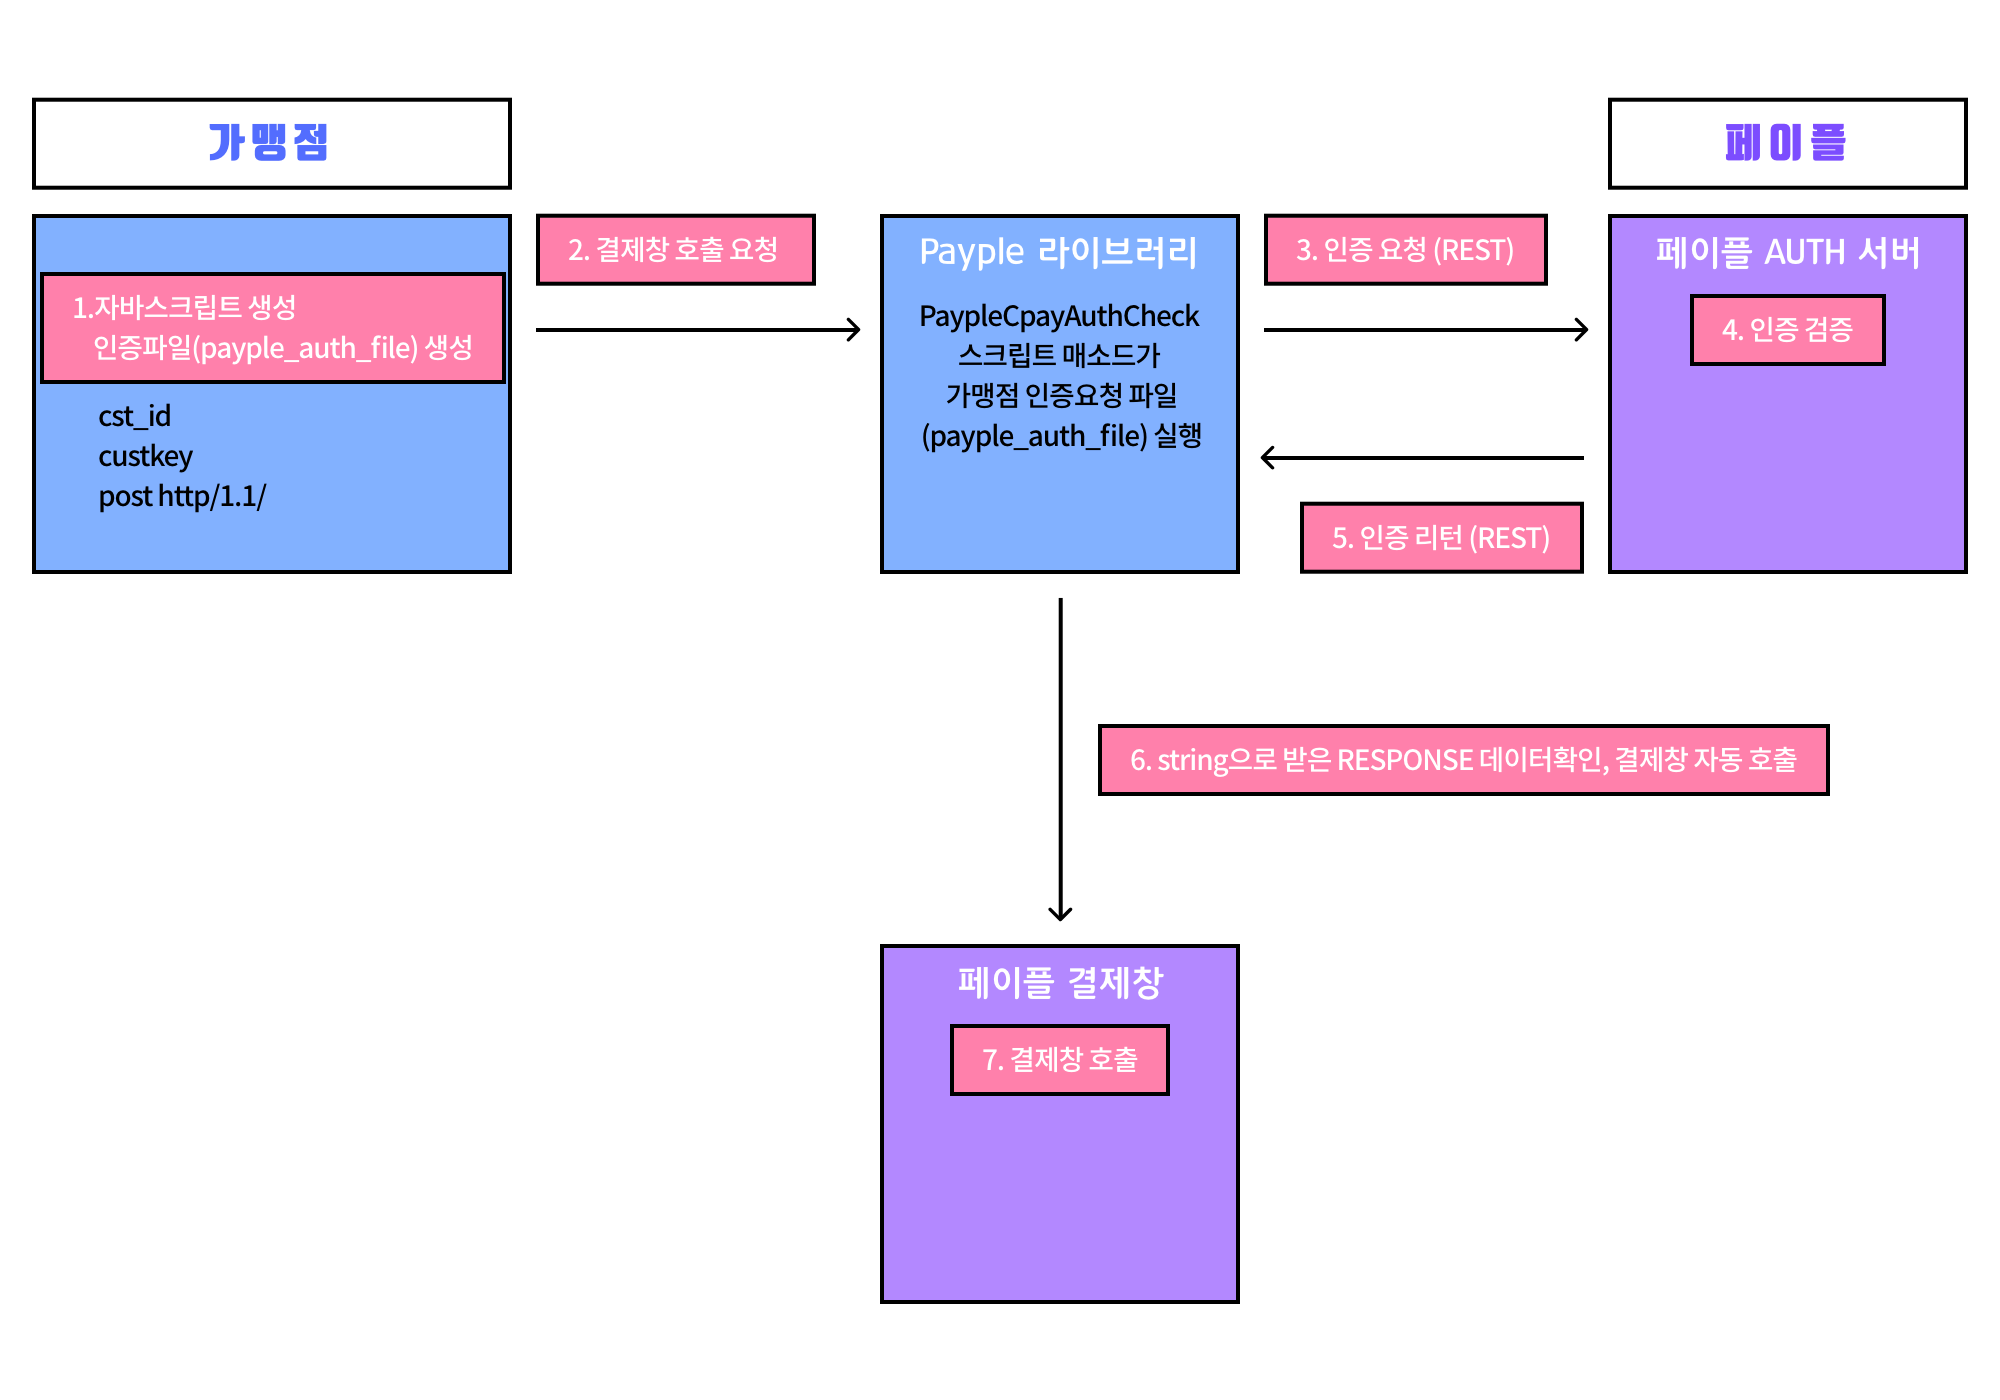 가맹점
페이플
1.자바스크립트 생성
인증파일(payple_auth_file) 생성
cst_id
custkey
post http/1.1/
2. 결제창 호출 요청
Payple 라이브러리
PaypleCpayAuthCheck
스크립트 매소드가
가맹점 인증요청 파일
(payple_auth_file) 실행
3. 인증 요청 (REST)
페이플 AUTH 서버
4. 인증 검증
5. 인증 리턴 (REST)
6. string으로 받은 RESPONSE 데이터확인, 결제창 자동 호출
페이플 결제창
7. 결제창 호출